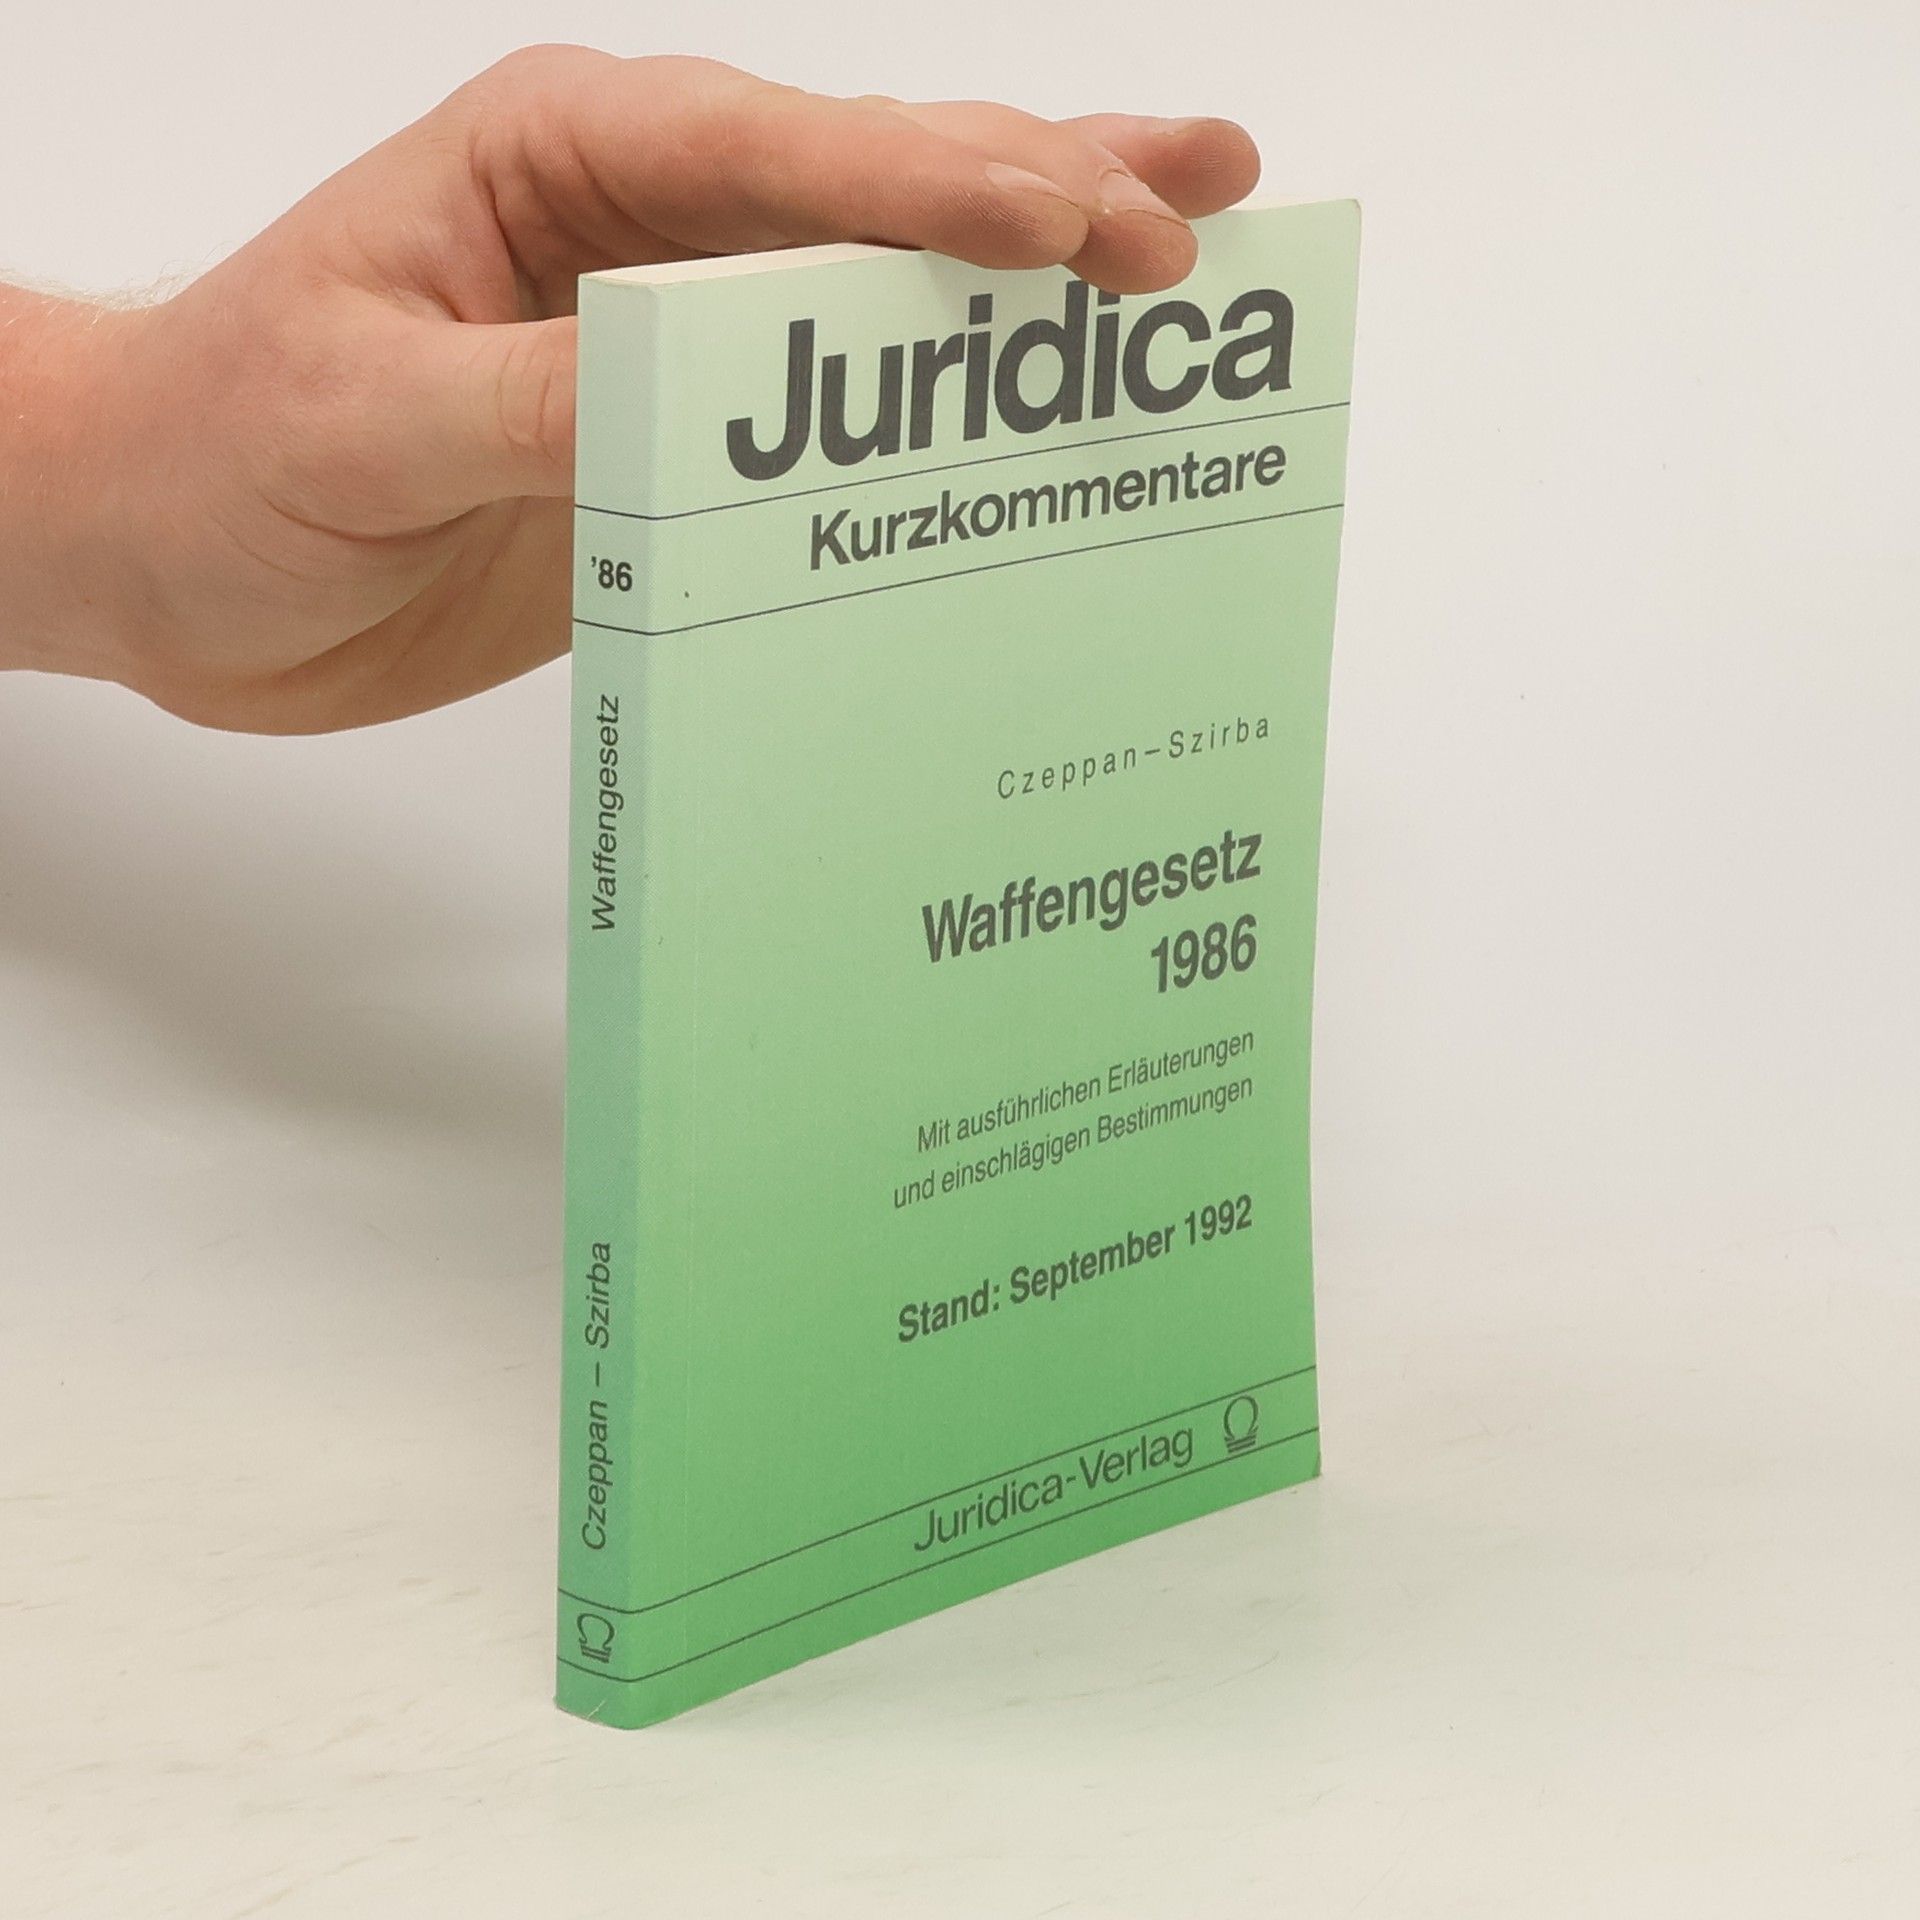 Juridica
Kurzkommentare
Czeppan – Szirba
Waffengesetz
1986
Mit ausführlichen Erläuterungen
und einschlägigen Bestimmungen
Stand: September 1992
Juridica-Verlag
'86
Waffengesetz
Czeppan – Szirba